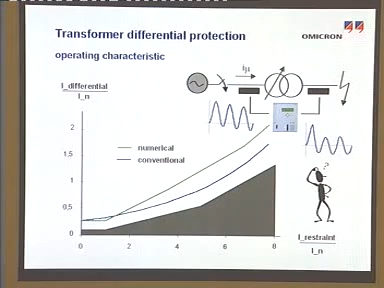 Transformer differential protection
OMICRON
operating characteristic
I_differential
I_n
Iµ
2
1,5
1
0,5
0
numerical
conventional
?
0
2
4
6
8
I_restraint
I_n